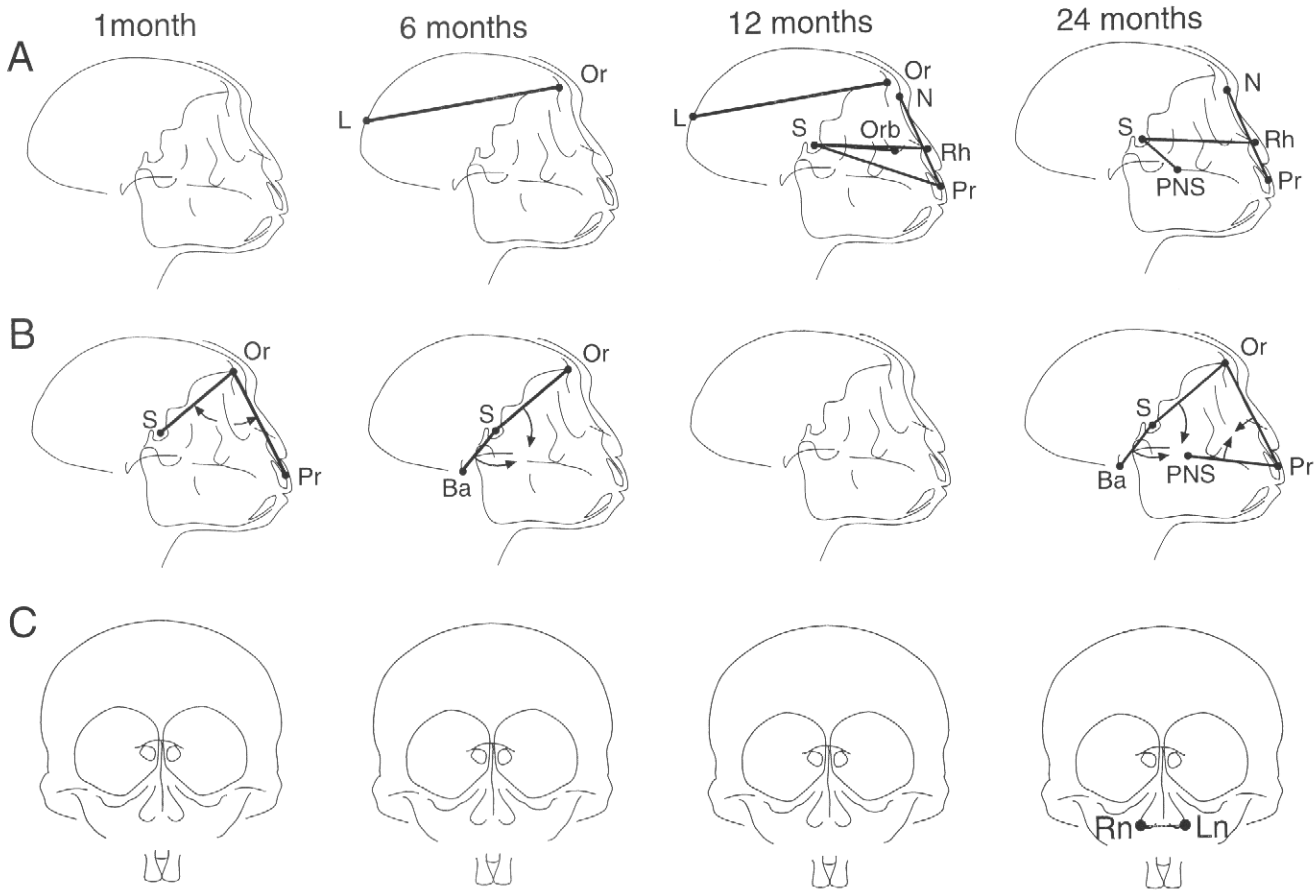 1month 6 months 12 months 24 months
A
Or
L
Or
N
L
S
Orb
Rh
Pr
N
S
Rh
PNS
Pr
B
Or
S
Pr
Or
S
Ba
Or
S
Ba
PNS
Pr
C
Rn Ln